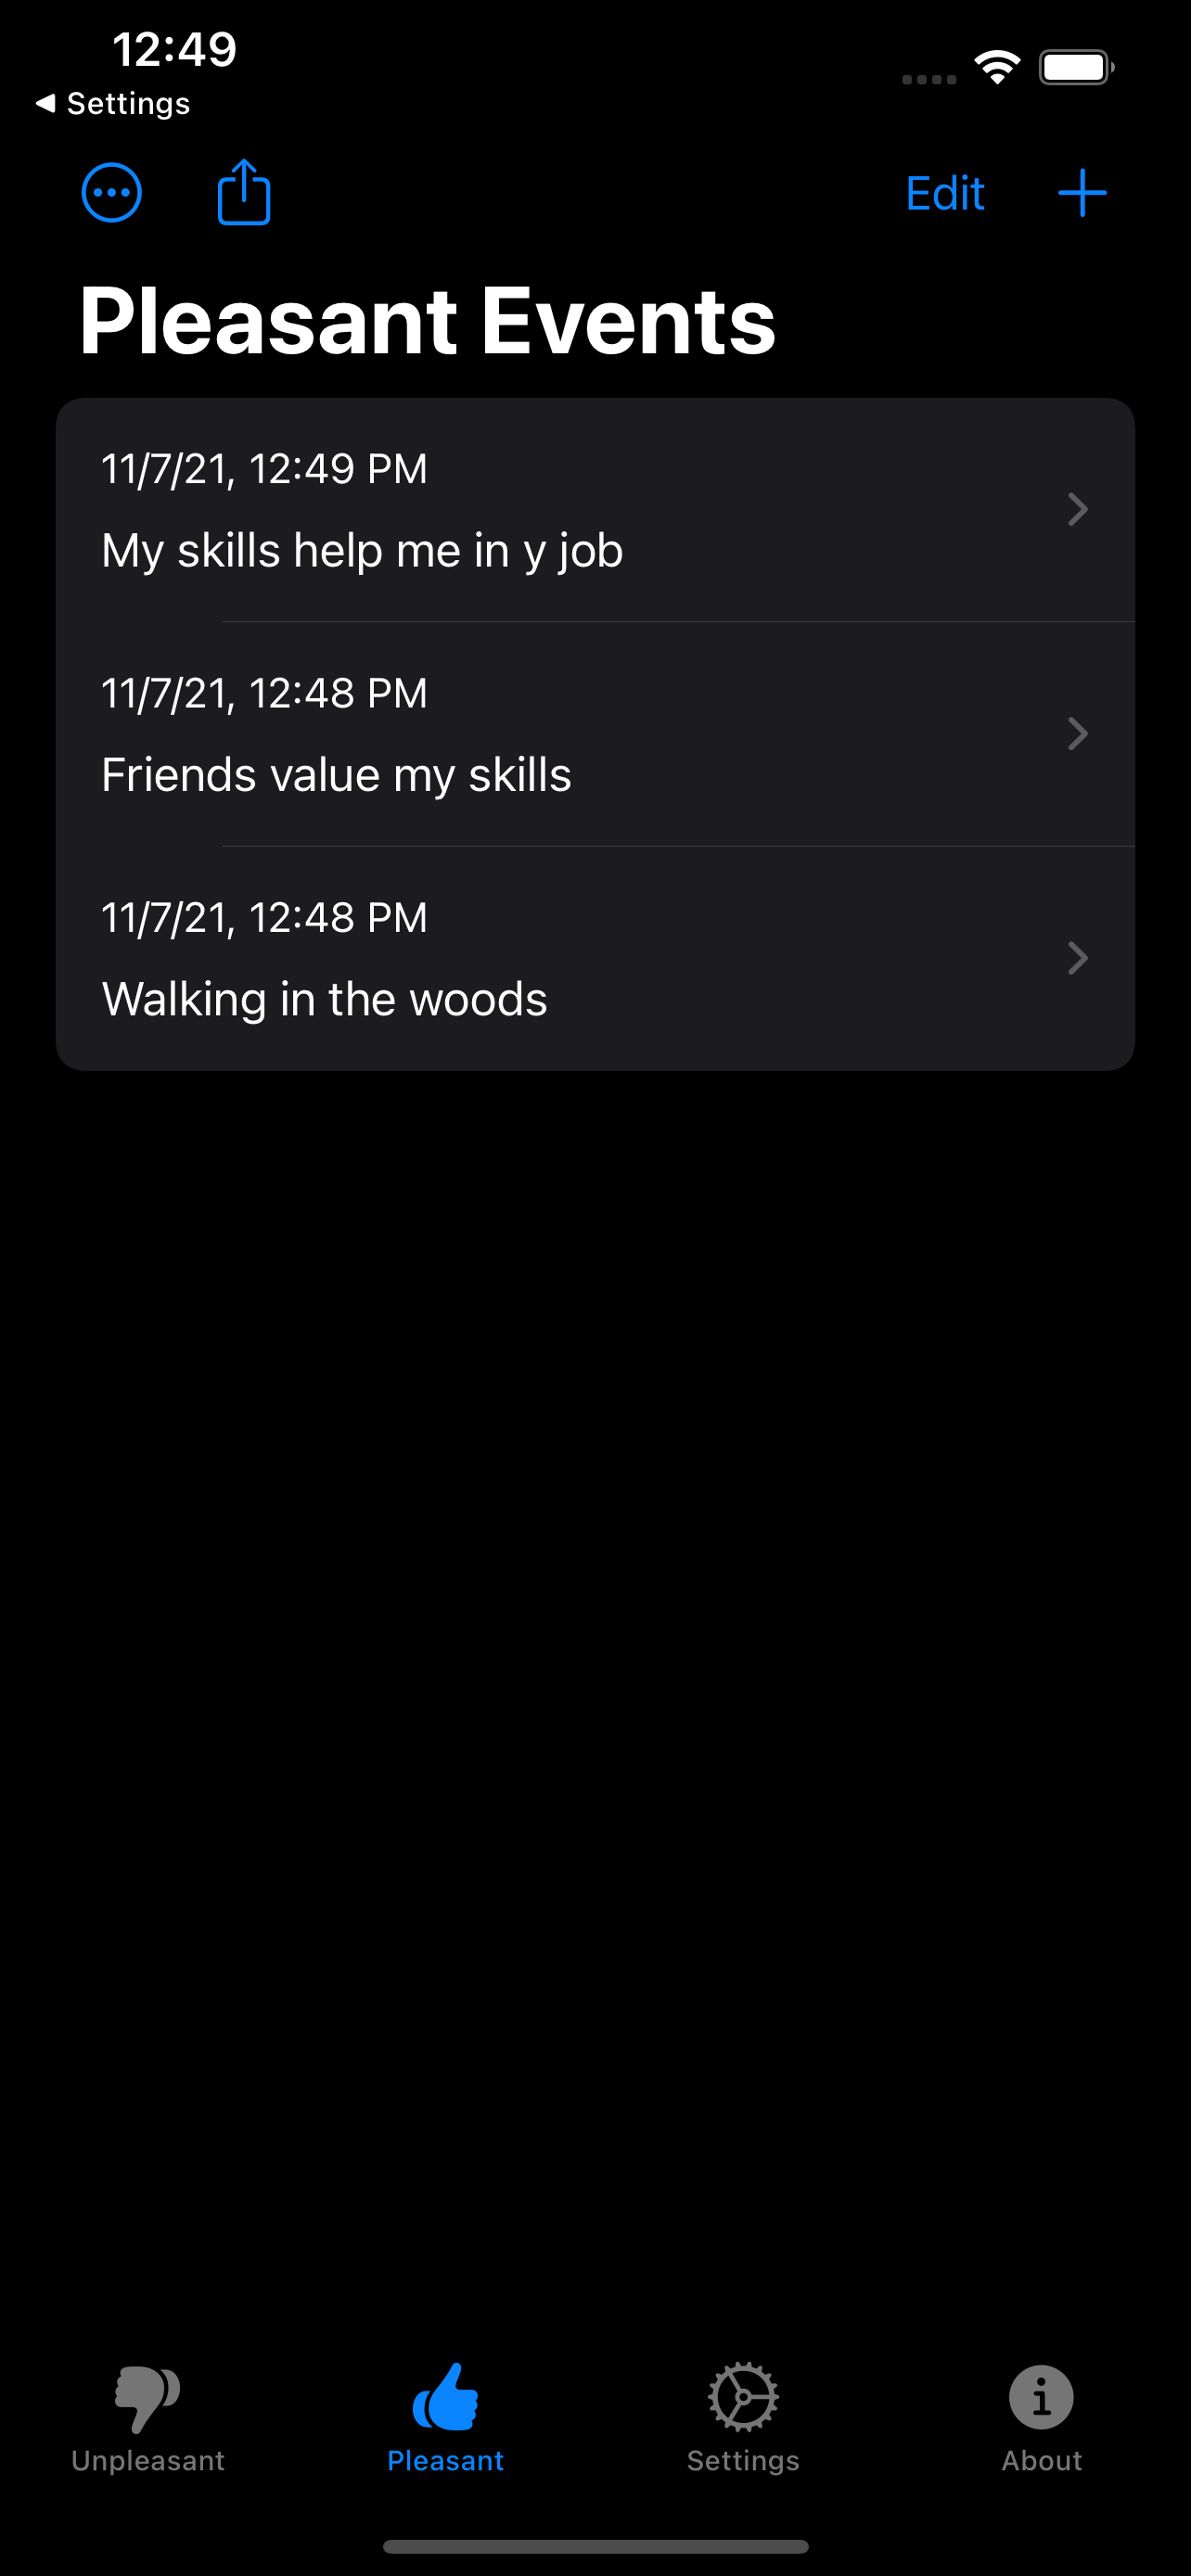 12:49
Settings
Edit
Pleasant Events
11/7/21, 12:49 PM
My skills help me in y job
11/7/21, 12:48 PM
Friends value my skills
11/7/21, 12:48 PM
Walking in the woods
Unpleasant
Pleasant
Settings
About